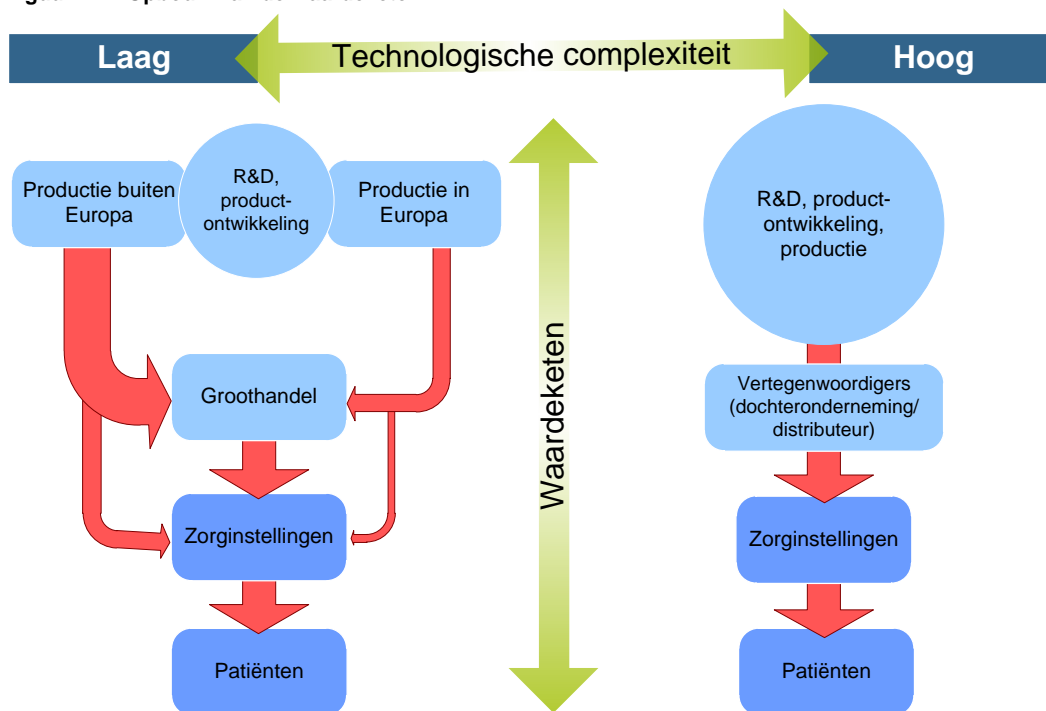 Laag
Technologische complexiteit
Hoog
Productie buiten
Europa
R&D,
product-
ontwikkeling
Productie in
Europa
R&D, product-
ontwikkeling,
productie
Waardeketen
Groothandel
Vertegenwoordigers
(dochteronderneming/
distributeur)
Zorginstellingen
Zorginstellingen
Patiënten
Patiënten